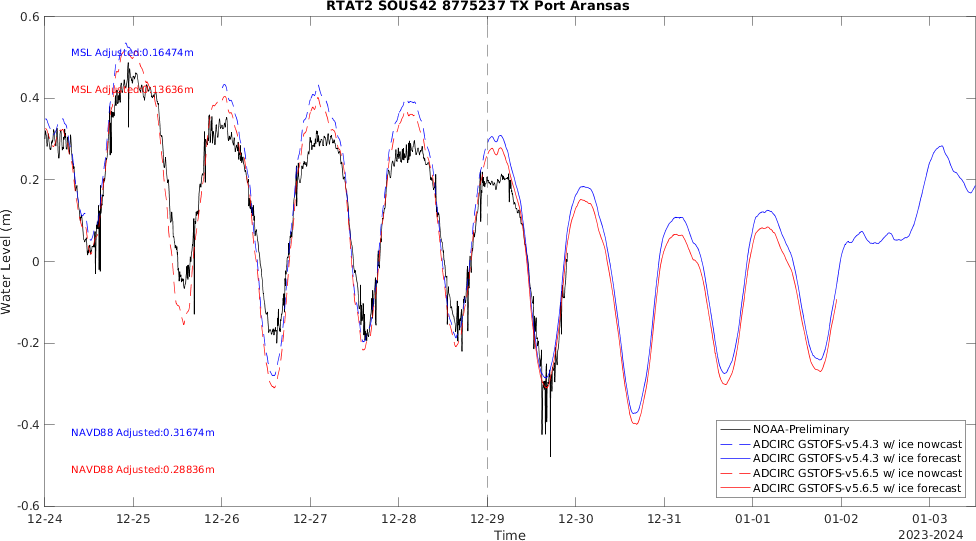 RTAT2 SOUS42 8775237 TX Port Aransas
0.6
0.4
0.2
0
-0.2
-0.4
-0.6
Water Level (m)
MSL Adjusted:0.16474m
MSL Adjusted:0.13636m
NAVD88 Adjusted:0.31674m
NAVD88 Adjusted:0.28836m
NOAA-Preliminary
ADCIRC GSTOFS-v5.4.3 w/ ice nowcast
ADCIRC GSTOFS-v5.4.3 w/ ice forecast
ADCIRC GSTOFS-v5.6.5 w/ ice nowcast
ADCIRC GSTOFS-v5.6.5 w/ ice forecast
12-24 12-25 12-26 12-27 12-28 12-29 12-30 12-31 01-01 01-02 01-03
Time
2023-2024